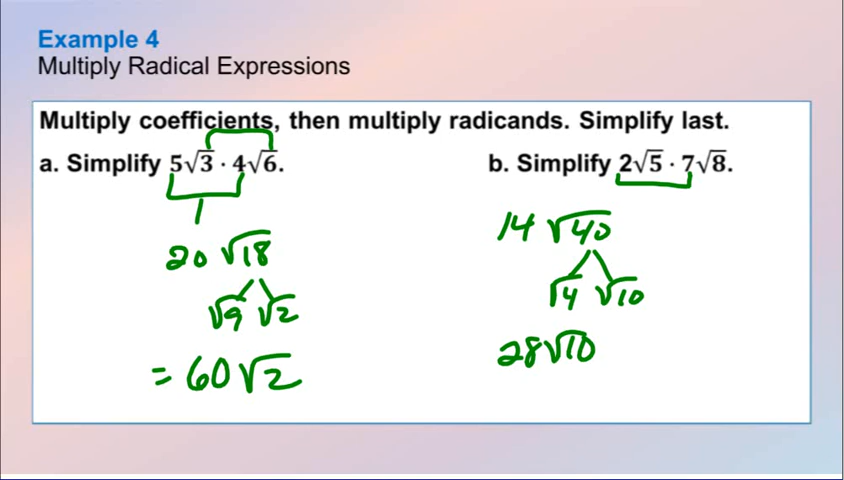 Example 4
Multiply Radical Expressions
Multiply coefficients, then multiply radicands. Simplify last.
a. Simplify 5√3 · 4√6.
20 √18
√9 √2
= 60√2
b. Simplify 2√5 · 7√8.
14 √40
√4 √10
28√10